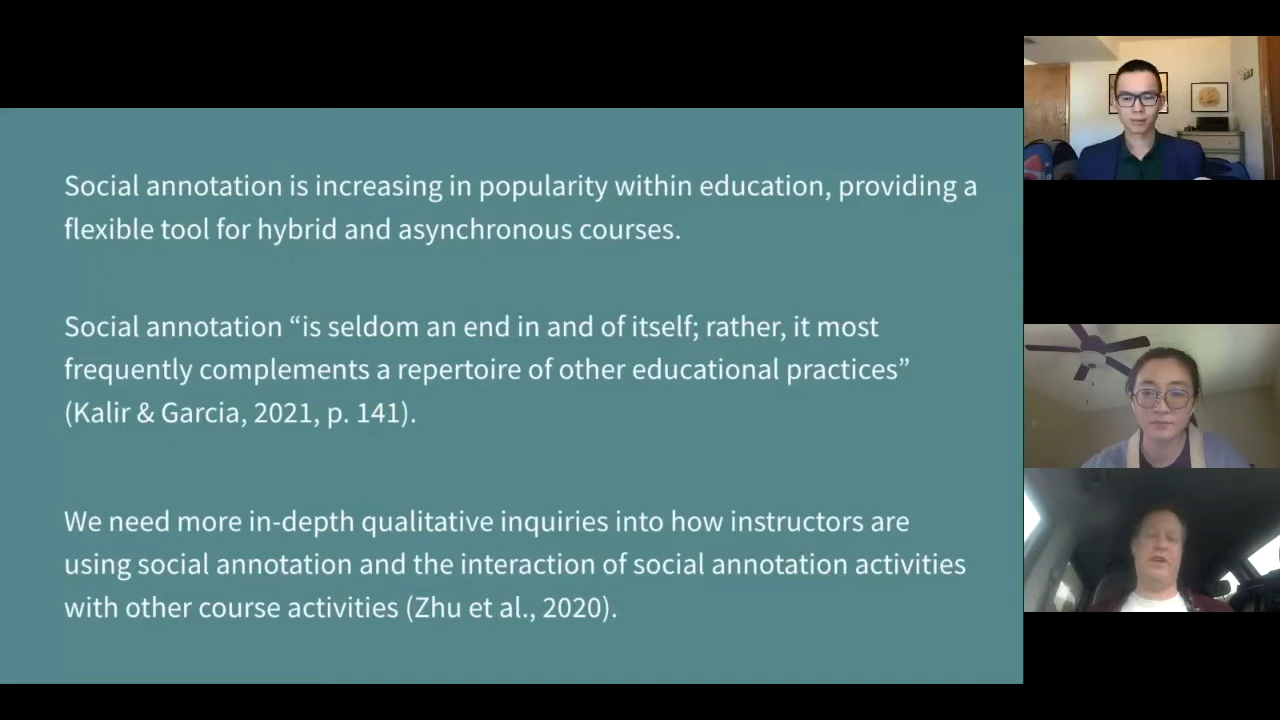 Social annotation is increasing in popularity within education, providing a
flexible tool for hybrid and asynchronous courses.
Social annotation “is seldom an end in and of itself; rather, it most
frequently complements a repertoire of other educational practices”
(Kalir & Garcia, 2021, p. 141).
We need more in-depth qualitative inquiries into how instructors are
using social annotation and the interaction of social annotation activities
with other course activities (Zhu et al., 2020).